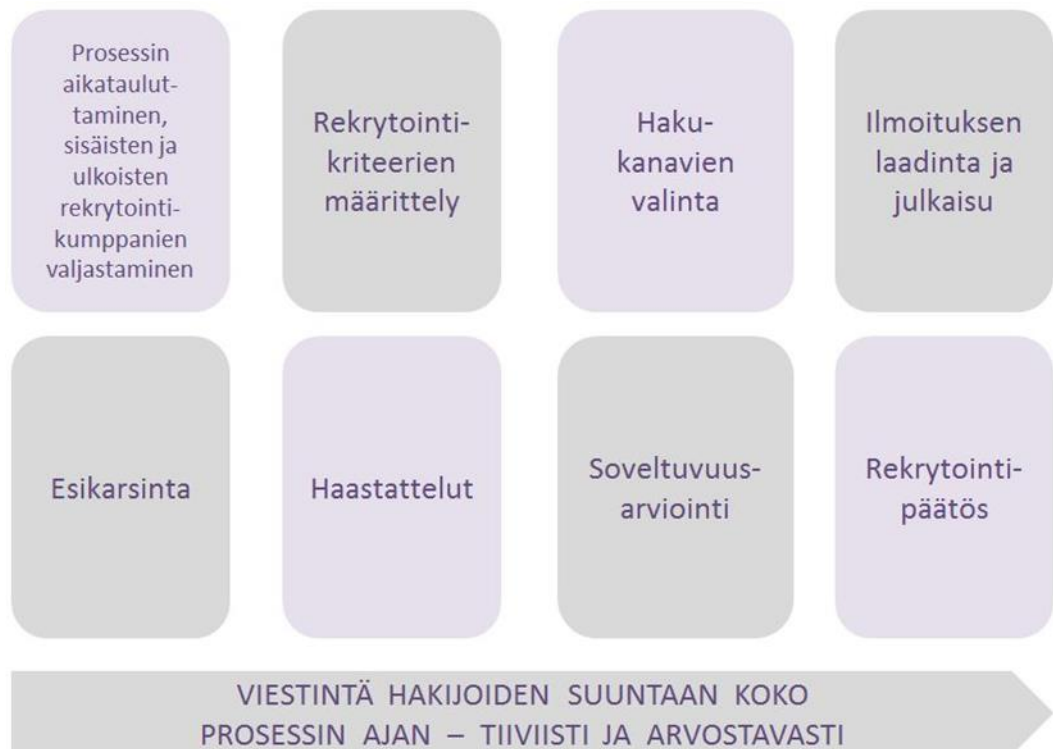 Prosessin
aikataulut-
taminen,
sisäisten ja
ulkoisten
rekrytointi-
kumppanien
valjastaminen
Rekrytointi-
kriteerien
määrittely
Haku-
kanavien
valinta
Ilmoituksen
laadinta ja
julkaisu
Esikarsinta
Haastattelut
Soveltuvuus-
arviointi
Rekrytointi-
päätös
VIESTINTÄ HAKIJOIDEN SUUNTAAN KOKO
PROSESSIN AJAN – TIIVIISTI JA ARVOSTAVASTI